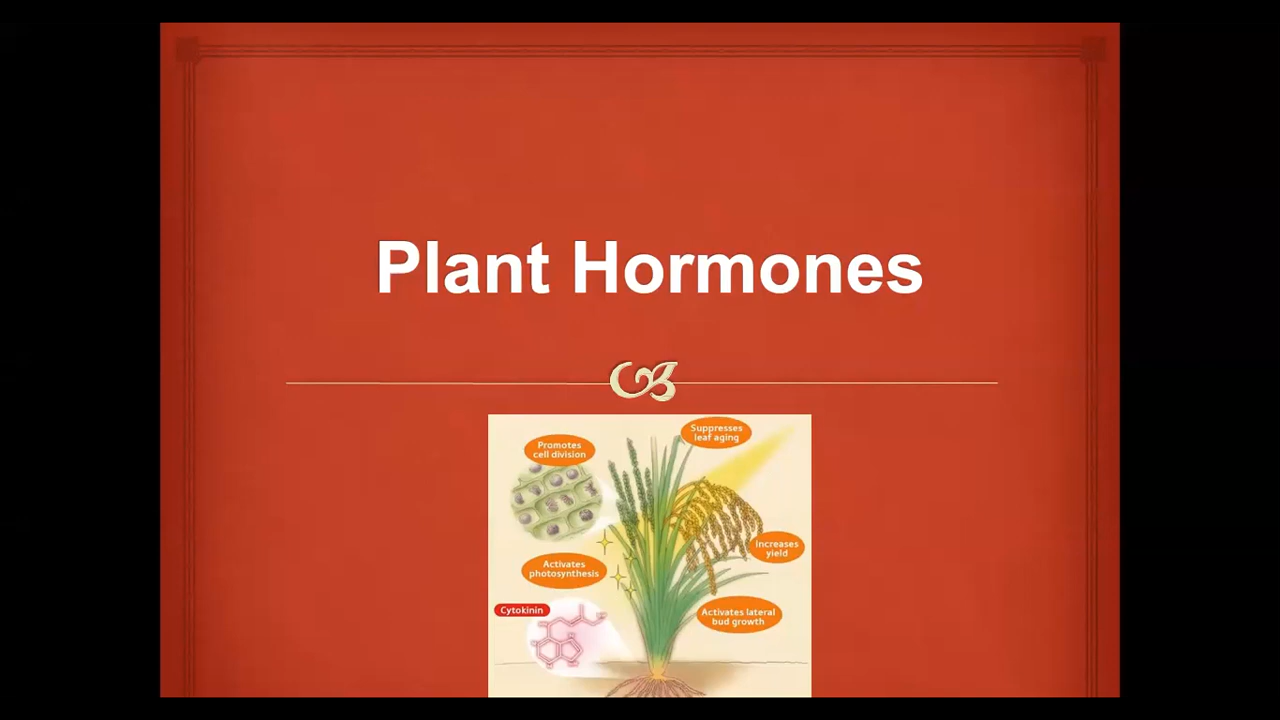 Plant Hormones
Suppresses
leaf aging
Promotes
cell division
Increases
yield
Activates
photosynthesis
Cytokinin
Activates lateral
bud growth